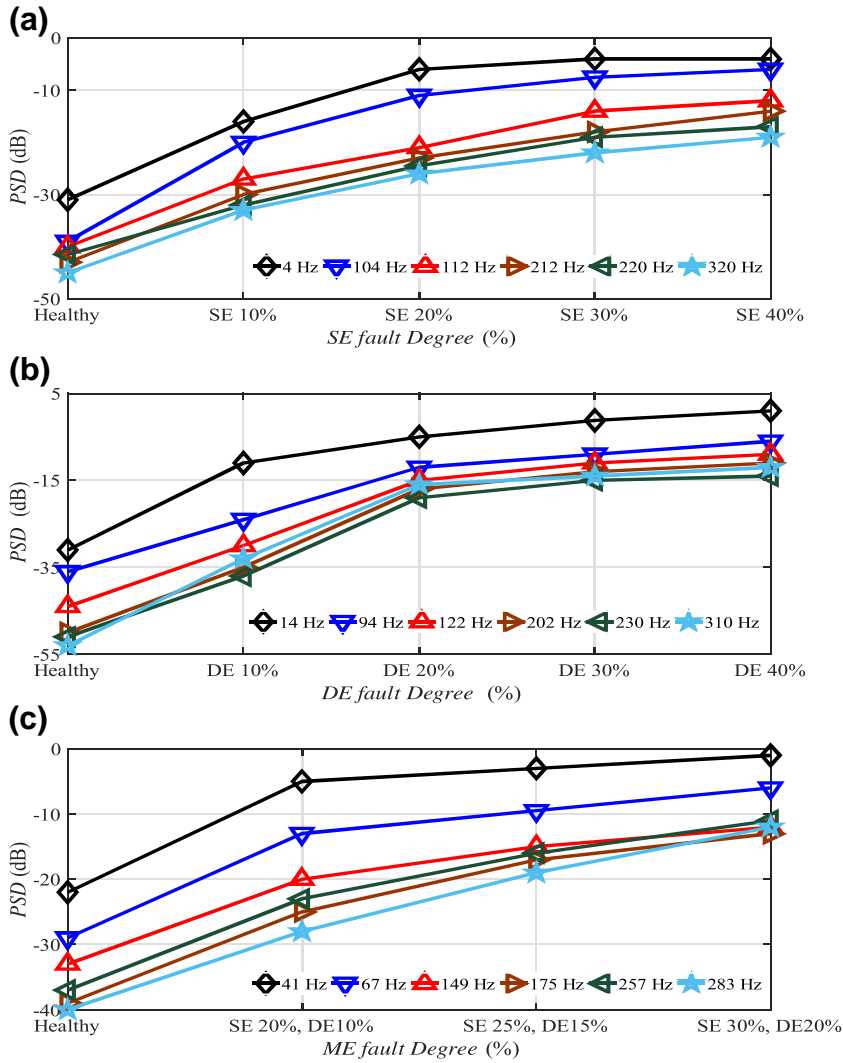 (a)
0
-10
-30
-50
PSD (dB)
4 Hz 104 Hz 112 Hz 212 Hz 220 Hz 320 Hz
Healthy SE 10% SE 20% SE 30% SE 40%
SE fault Degree (%)
(b)
5
-15
-35
-55
PSD (dB)
14 Hz 94 Hz 122 Hz 202 Hz 230 Hz 310 Hz
Healthy DE 10% DE 20% DE 30% DE 40%
DE fault Degree (%)
(c)
0
-10
-20
-30
-40
PSD (dB)
41 Hz 67 Hz 149 Hz 175 Hz 257 Hz 283 Hz
Healthy SE 20%, DE10% SE 25%, DE15% SE 30%, DE20%
ME fault Degree (%)